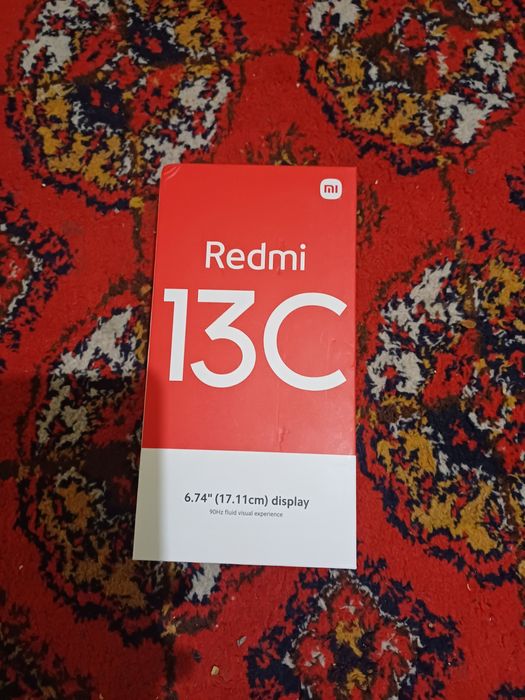 mi
Redmi
13C
6.74" (17.11cm) display
90Hz fluid visual experience